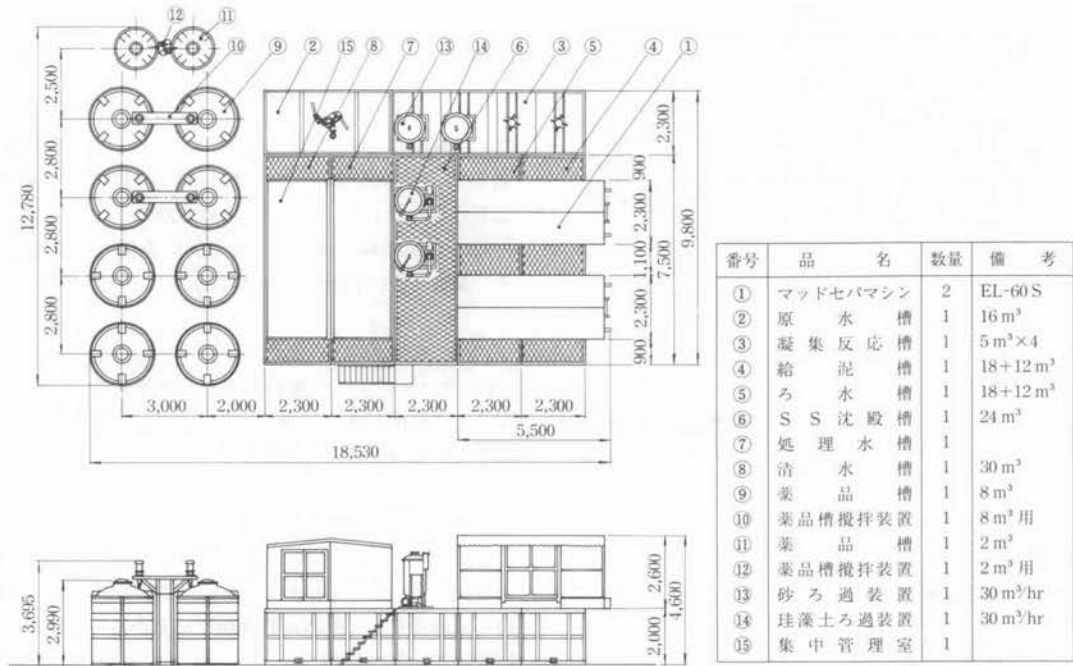 ⑫ ⑪ ⑩ ⑨ ② ⑮ ⑧ ⑦ ⑬ ⑭ ⑥ ③ ⑤ ④ ①
12,780
2,500
2,800
2,800
2,800
3,000
2,000
2,300
2,300
2,300
2,300
2,300
5,500
18,530
2,300
900
2,300
1,100
2,300
900
7,500
9,800
3,695
2,990
2,600
2,000
4,600
番号 品名 数量 備考
① マッドセパマシン 2 EL-60S
② 原水槽 1 16m³
③ 凝集反応槽 1 5m³×4
④ 給泥槽 1 18+12m³
⑤ ろ水槽 1 18+12m³
⑥ SS沈殿槽 1 24m³
⑦ 処理水槽 1
⑧ 清水槽 1 30m³
⑨ 薬品槽 1 8m³
⑩ 薬品槽攪拌装置 1 8m³用
⑪ 薬品槽 1 2m³
⑫ 薬品槽攪拌装置 1 2m³用
⑬ 砂ろ過装置 1 30m³/hr
⑭ 珪藻土ろ過装置 1 30m³/hr
⑮ 集中管理室 1